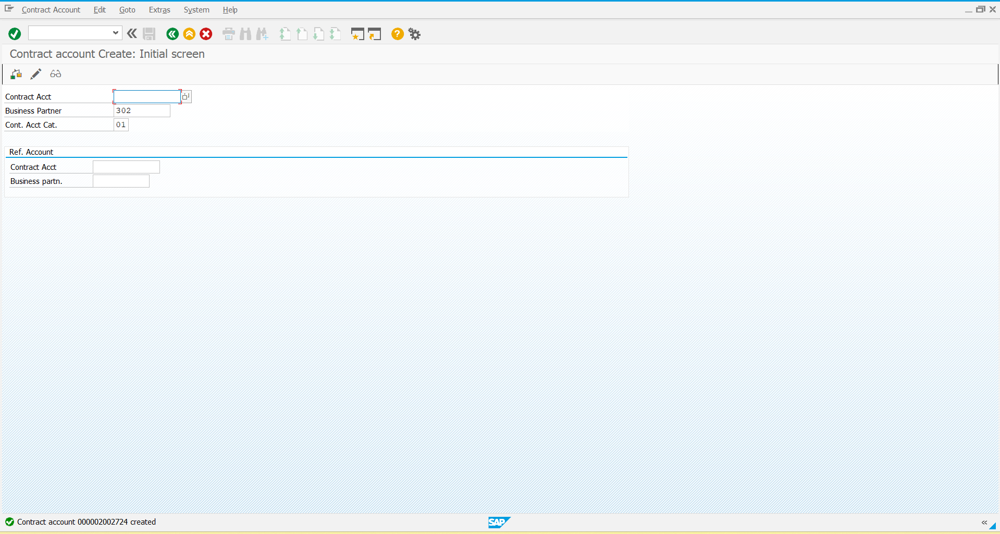 Contract Account Edit Goto Extras System Help
Contract account Create: Initial screen
Contract Acct
Business Partner 302
Cont. Acct Cat. 01
Ref. Account
Contract Acct
Business partn.
Contract account 000002002724 created
SAP